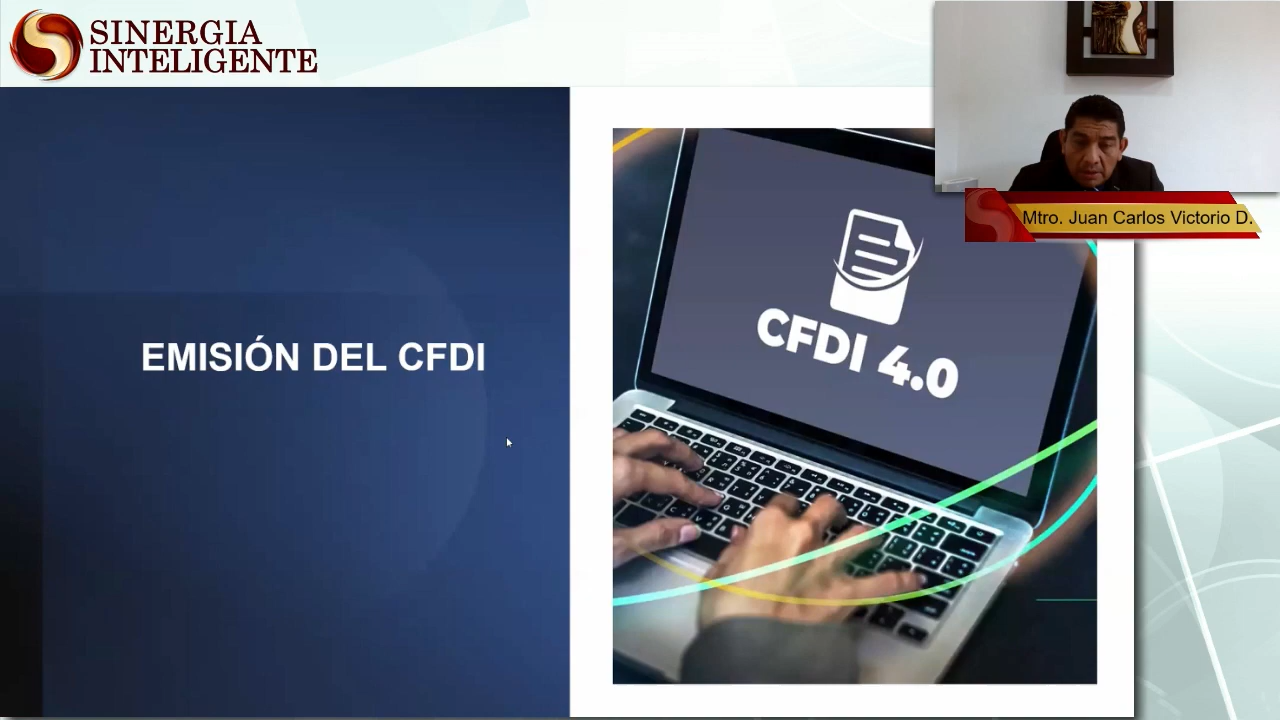 SINERGIA
INTELIGENTE
Mtro. Juan Carlos Victorio D.
EMISIÓN DEL CFDI
CFDI 4.0